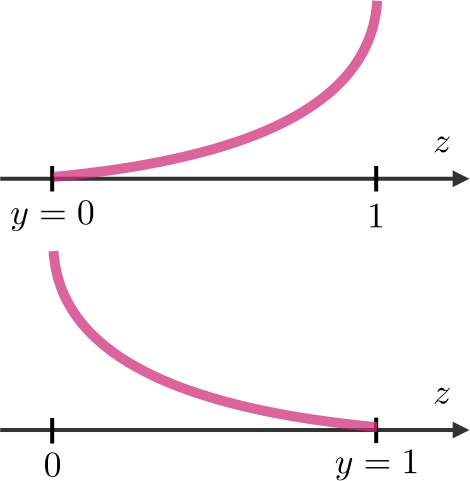 z
y = 0 1
z
0 y = 1